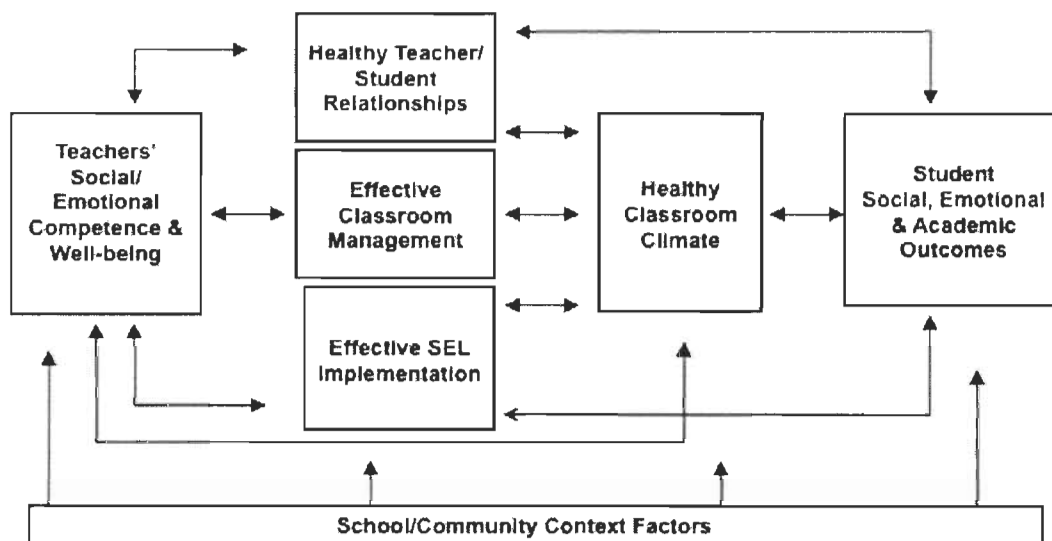 Healthy Teacher/
Student
Relationships
Teachers'
Social/
Emotional
Competence &
Well-being
Effective
Classroom
Management
Healthy
Classroom
Climate
Student
Social, Emotional
& Academic
Outcomes
Effective SEL
Implementation
School/Community Context Factors